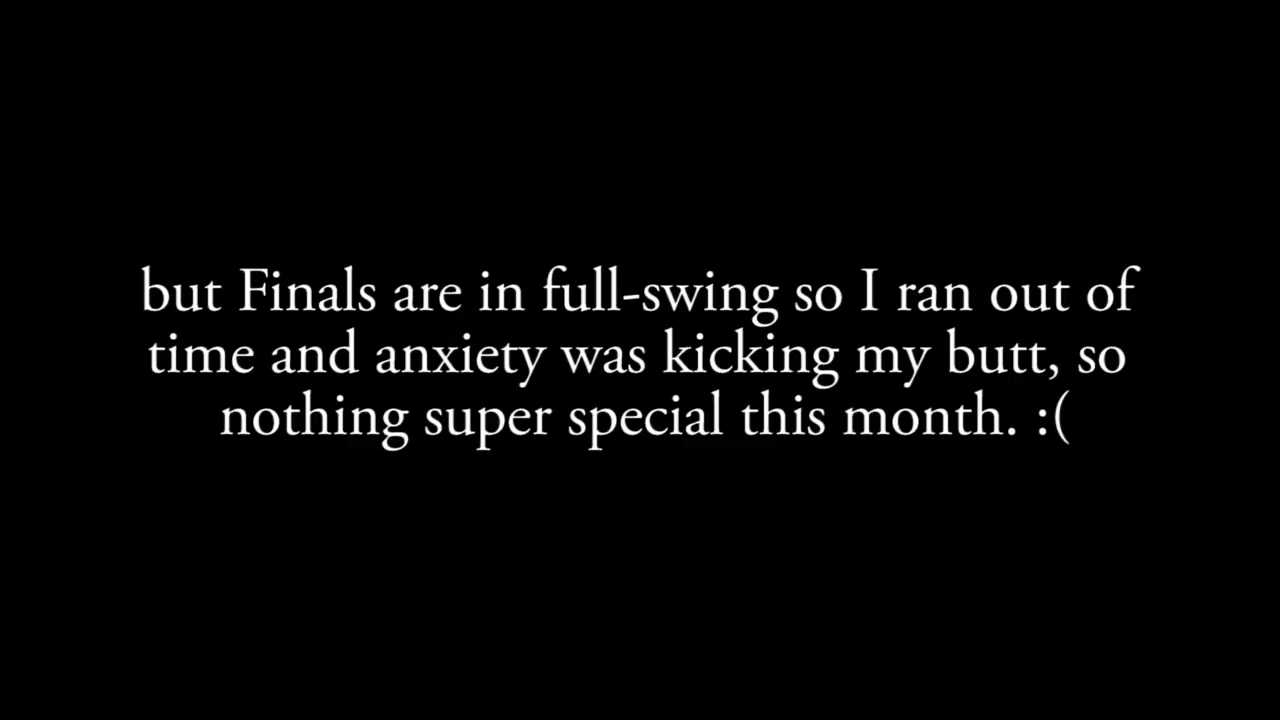 but Finals are in full-swing so I ran out of
time and anxiety was kicking my butt, so
nothing super special this month. :(